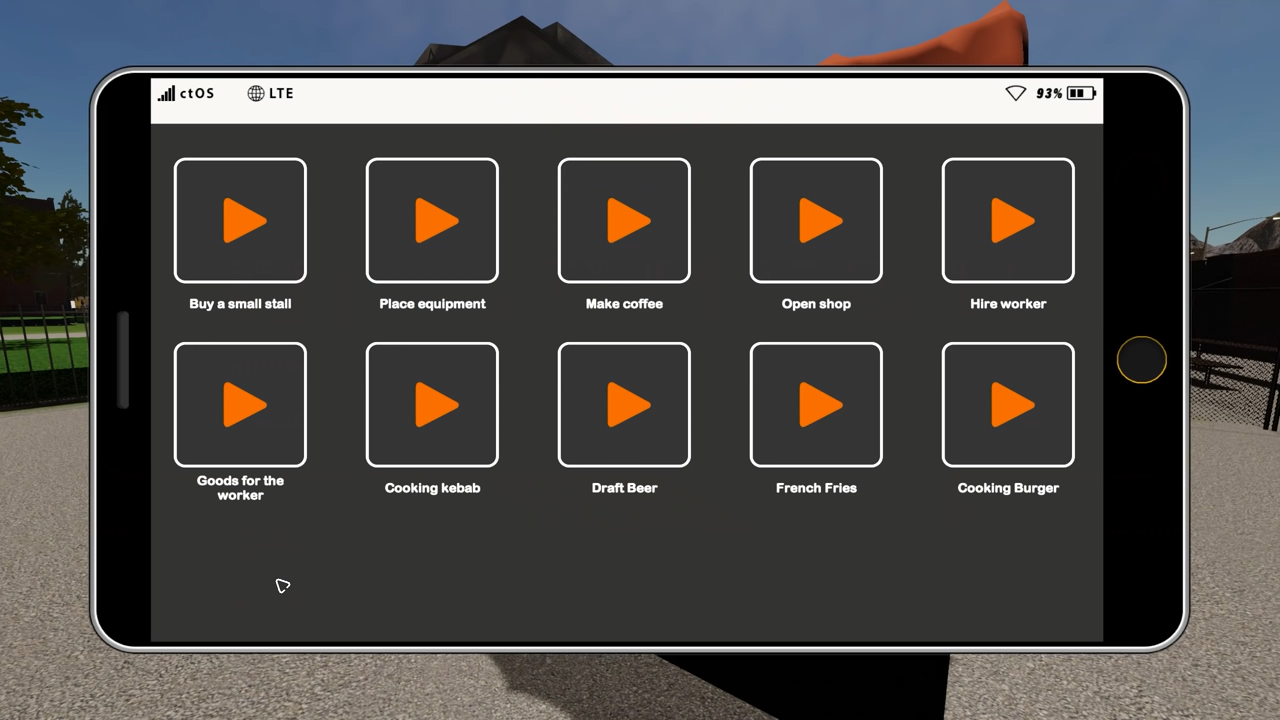 ctOS LTE 93%
Buy a small stall
Place equipment
Make coffee
Open shop
Hire worker
Goods for the
worker
Cooking kebab
Draft Beer
French Fries
Cooking Burger